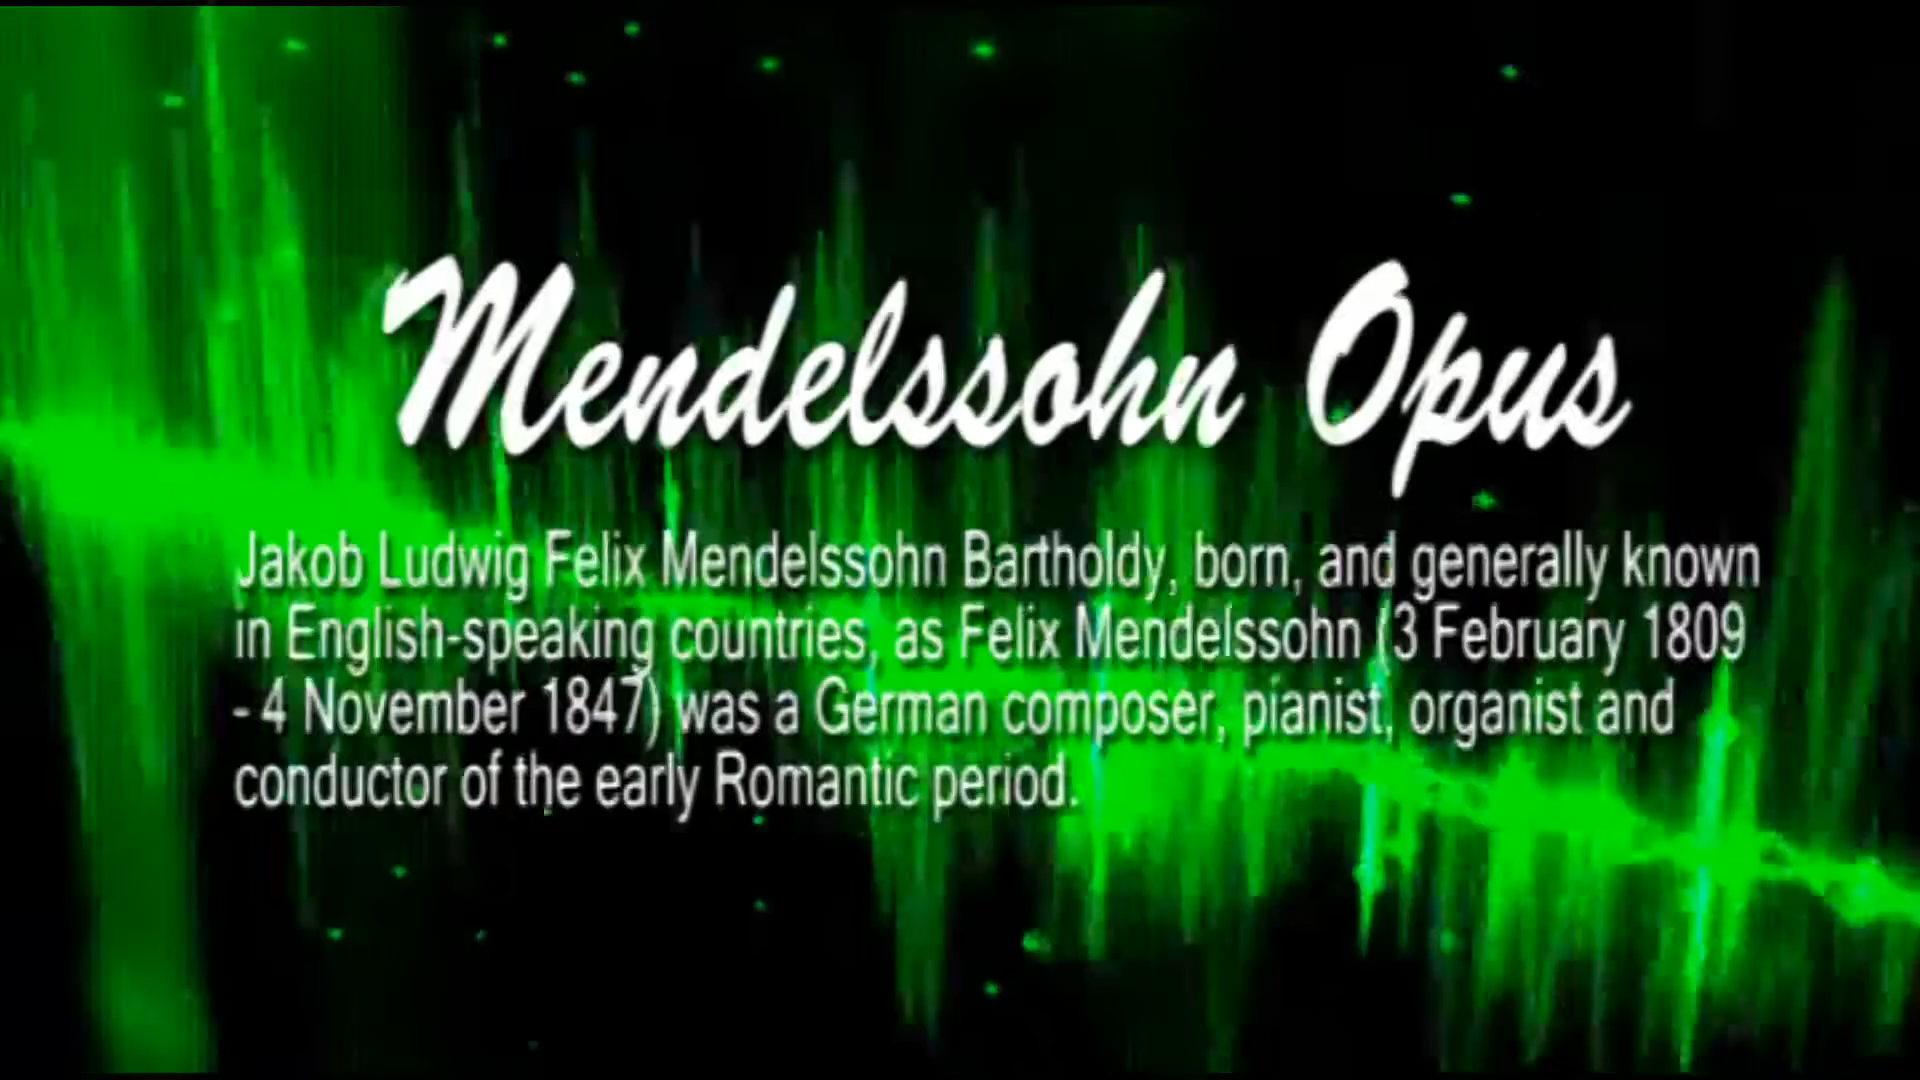 Mendelssohn Opus
Jakob Ludwig Felix Mendelssohn Bartholdy, born, and generally known
in English-speaking countries, as Felix Mendelssohn (3 February 1809
- 4 November 1847) was a German composer, pianist, organist and
conductor of the early Romantic period.